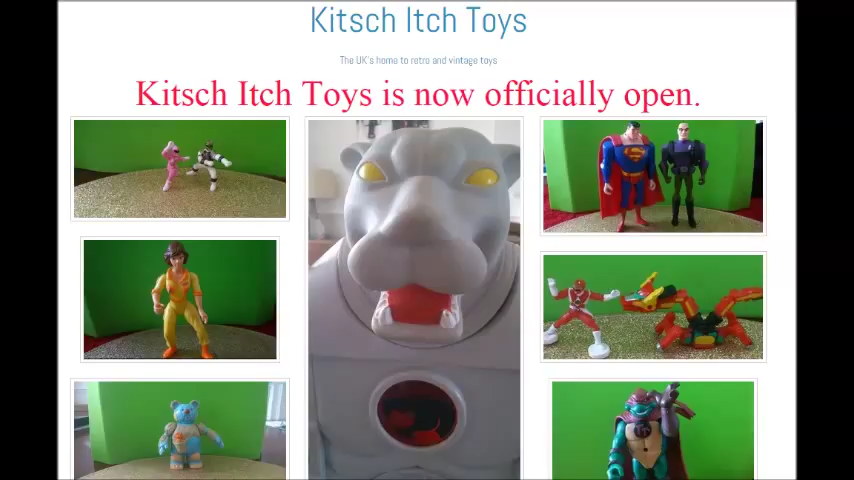 Kitsch Itch Toys
The UK's home to retro and vintage toys
Kitsch Itch Toys is now officially open.